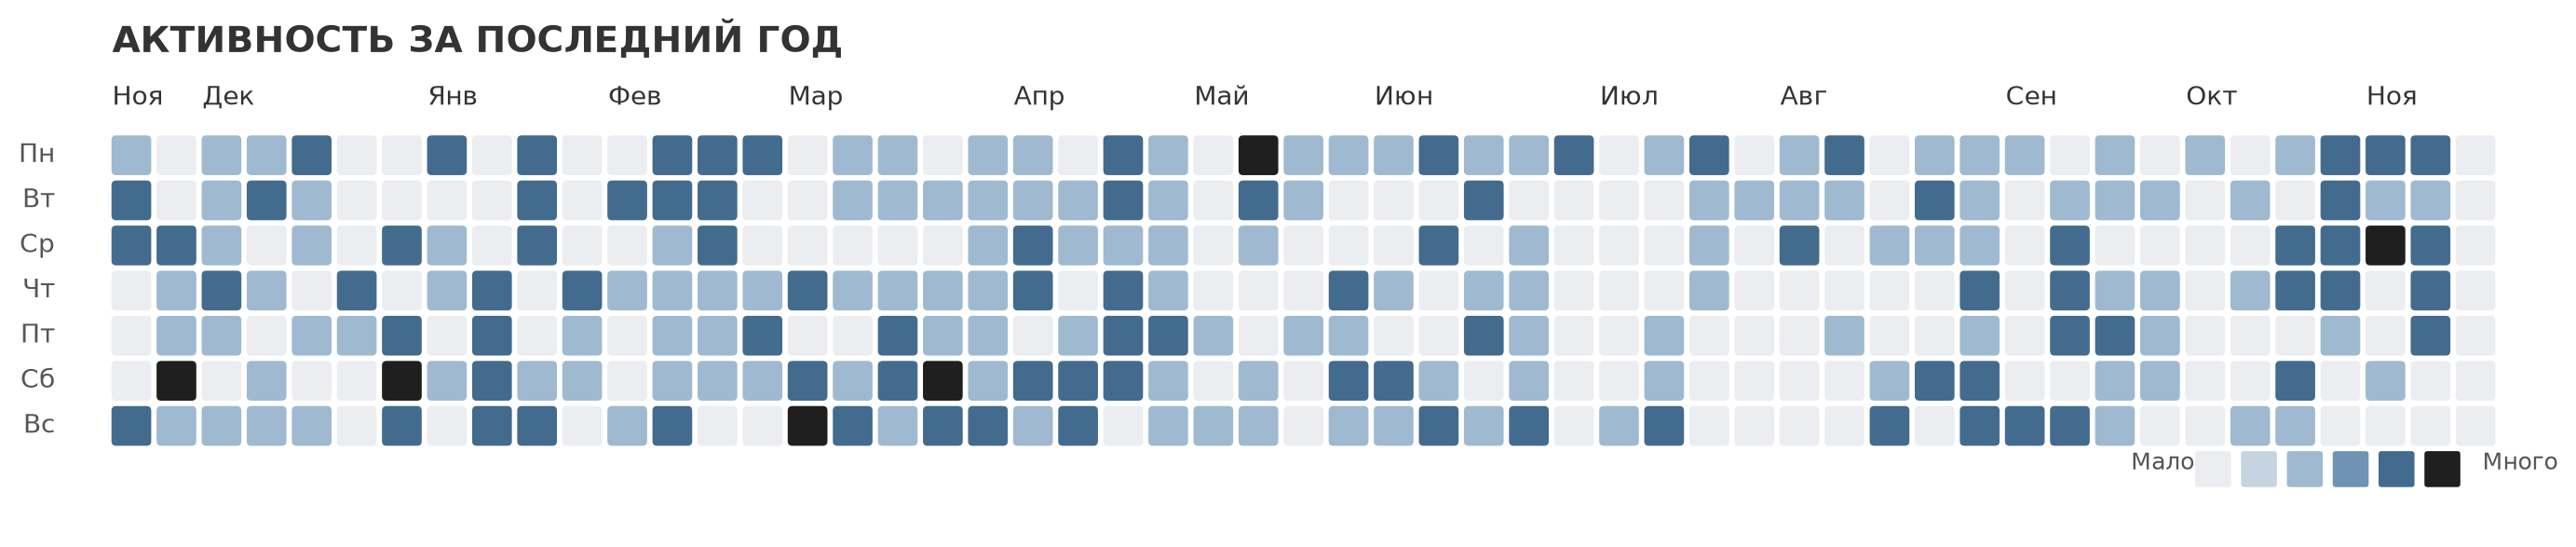 АКТИВНОСТЬ ЗА ПОСЛЕДНИЙ ГОД
Ноя Дек Янв Фев Мар Апр Май Июн Июл Авг Сен Окт Ноя
Пн
Вт
Ср
Чт
Пт
Сб
Вс
Мало Много